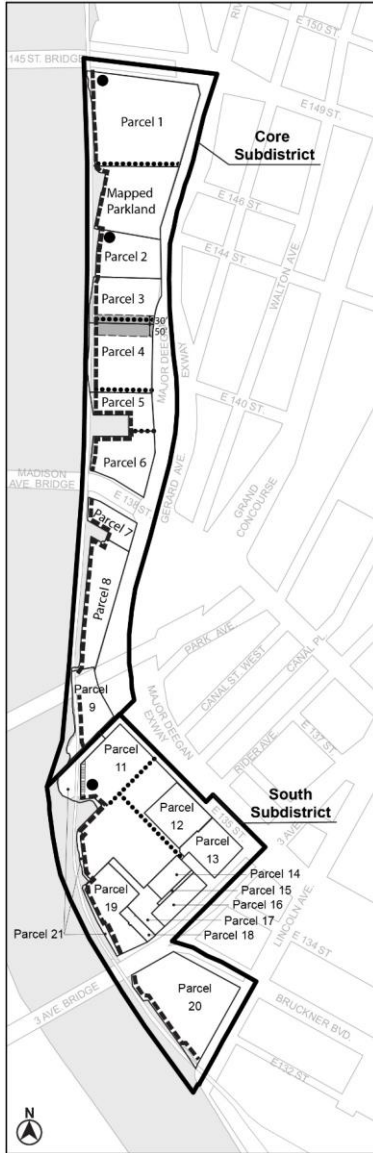 RIV
E 150 ST.
145 ST. BRIDGE
E 149 ST.
Parcel 1
Core
Subdistrict
Mapped
Parkland
E 146 ST.
WALTON AVE.
E 144 ST.
Parcel 2
Parcel 3
30'
50'
Parcel 4
MAJOR DEEGAN
EXWAY
Parcel 5
E 140 ST.
Parcel 6
MADISON
AVE. BRIDGE
E 138 ST
GERARD AVE.
GRAND
CONCOURSE
Parcel 7
Parcel 8
PARK AVE.
CANAL PL.
CANAL ST. WEST
Parcel
9
MAJOR DEEGAN
EXWAY
RIDER AVE.
E 137 ST.
Parcel
11
E 135 ST.
South
Subdistrict
Parcel
12
3 AVE.
Parcel
13
LINCOLN AVE.
Parcel 14
Parcel 15
Parcel
19
Parcel 16
Parcel 17
Parcel 21
Parcel 18
E 134 ST
3 AVE. BRIDGE
Parcel
20
BRUCKNER BVD.
E132 ST.
N